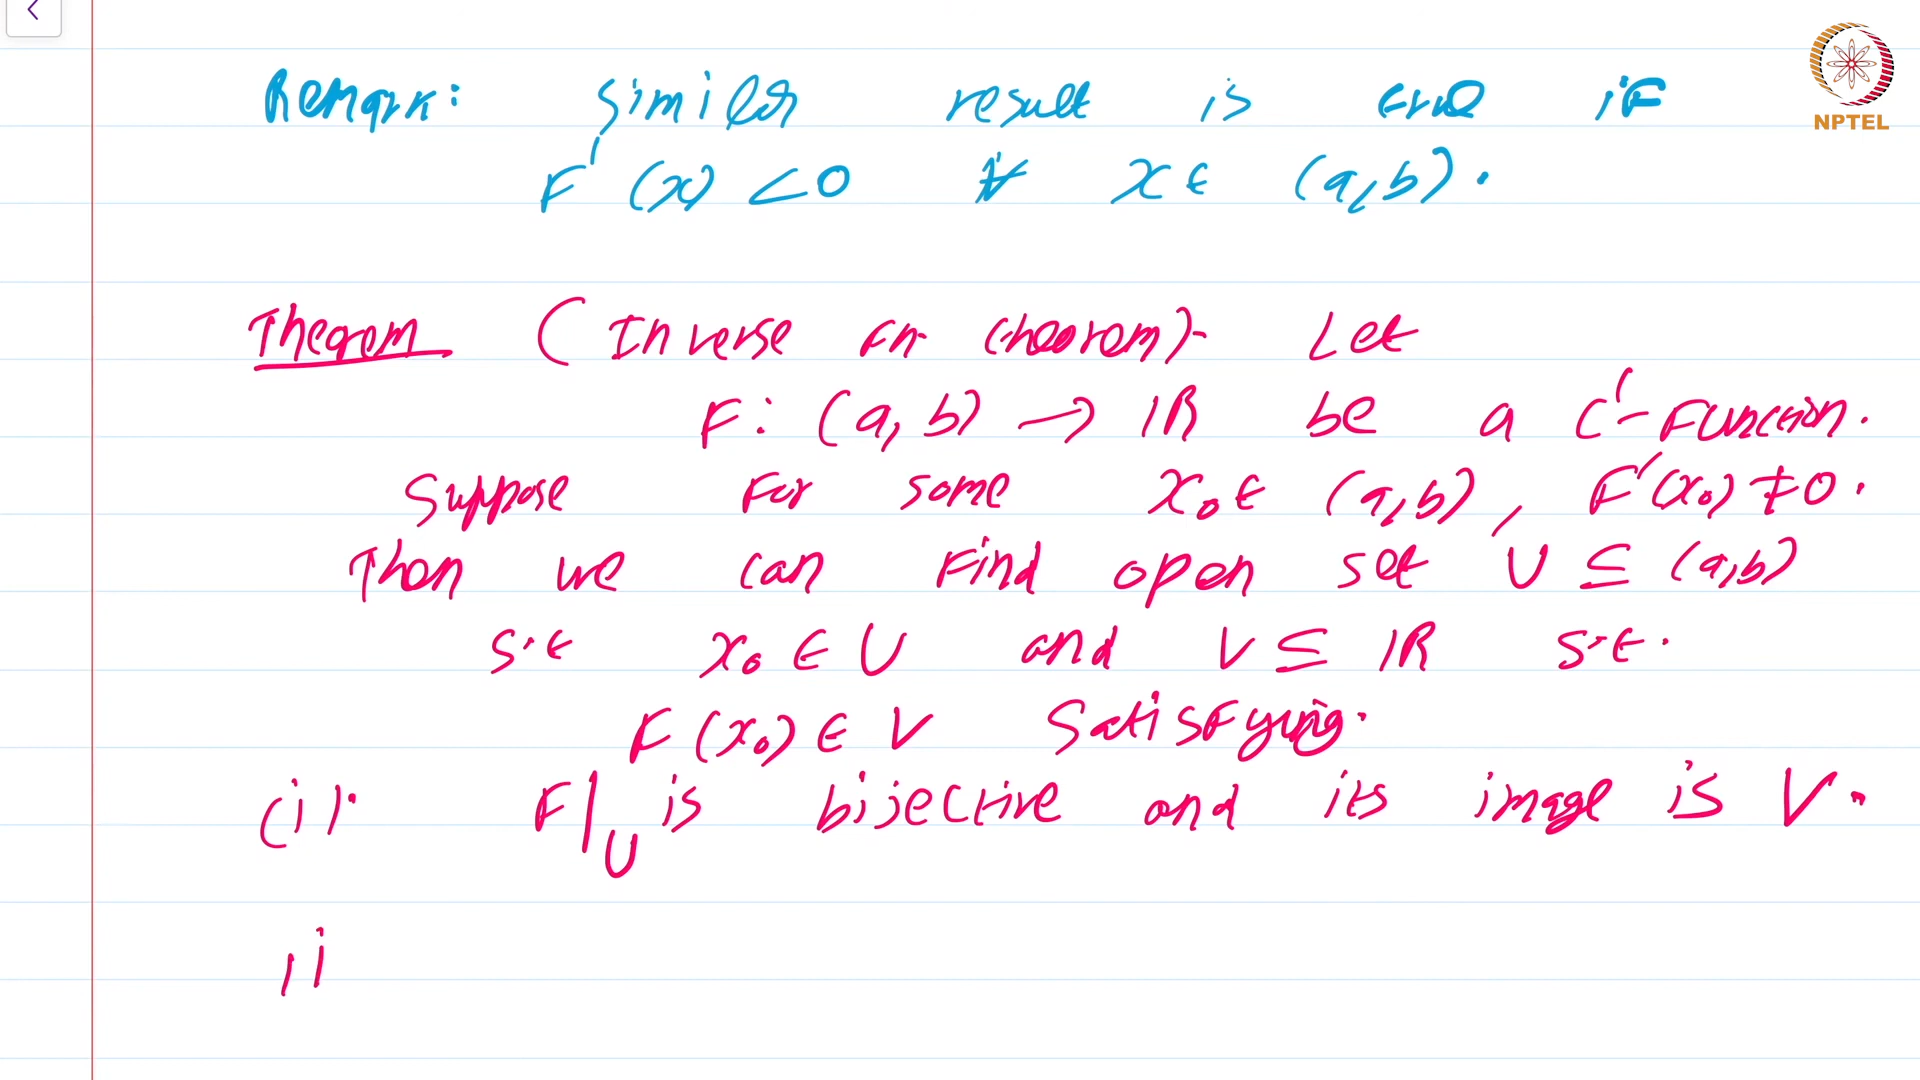 NPTEL
Remark: similar result is true if
F'(x) <0 ∀ x ∈ (a,b).
Theorem (Inverse fn theorem)- Let
F: (a,b) → IR be a C'-Function.
Suppose For some x₀ ∈ (a,b), F'(x₀) ≠ 0.
Then we can Find open set U ⊆ (a,b)
s.t x₀ ∈ U and V ⊆ IR s.t.
F(x₀) ∈ V Satisfying.
(i). F|U is bijective and its image is V.
ii